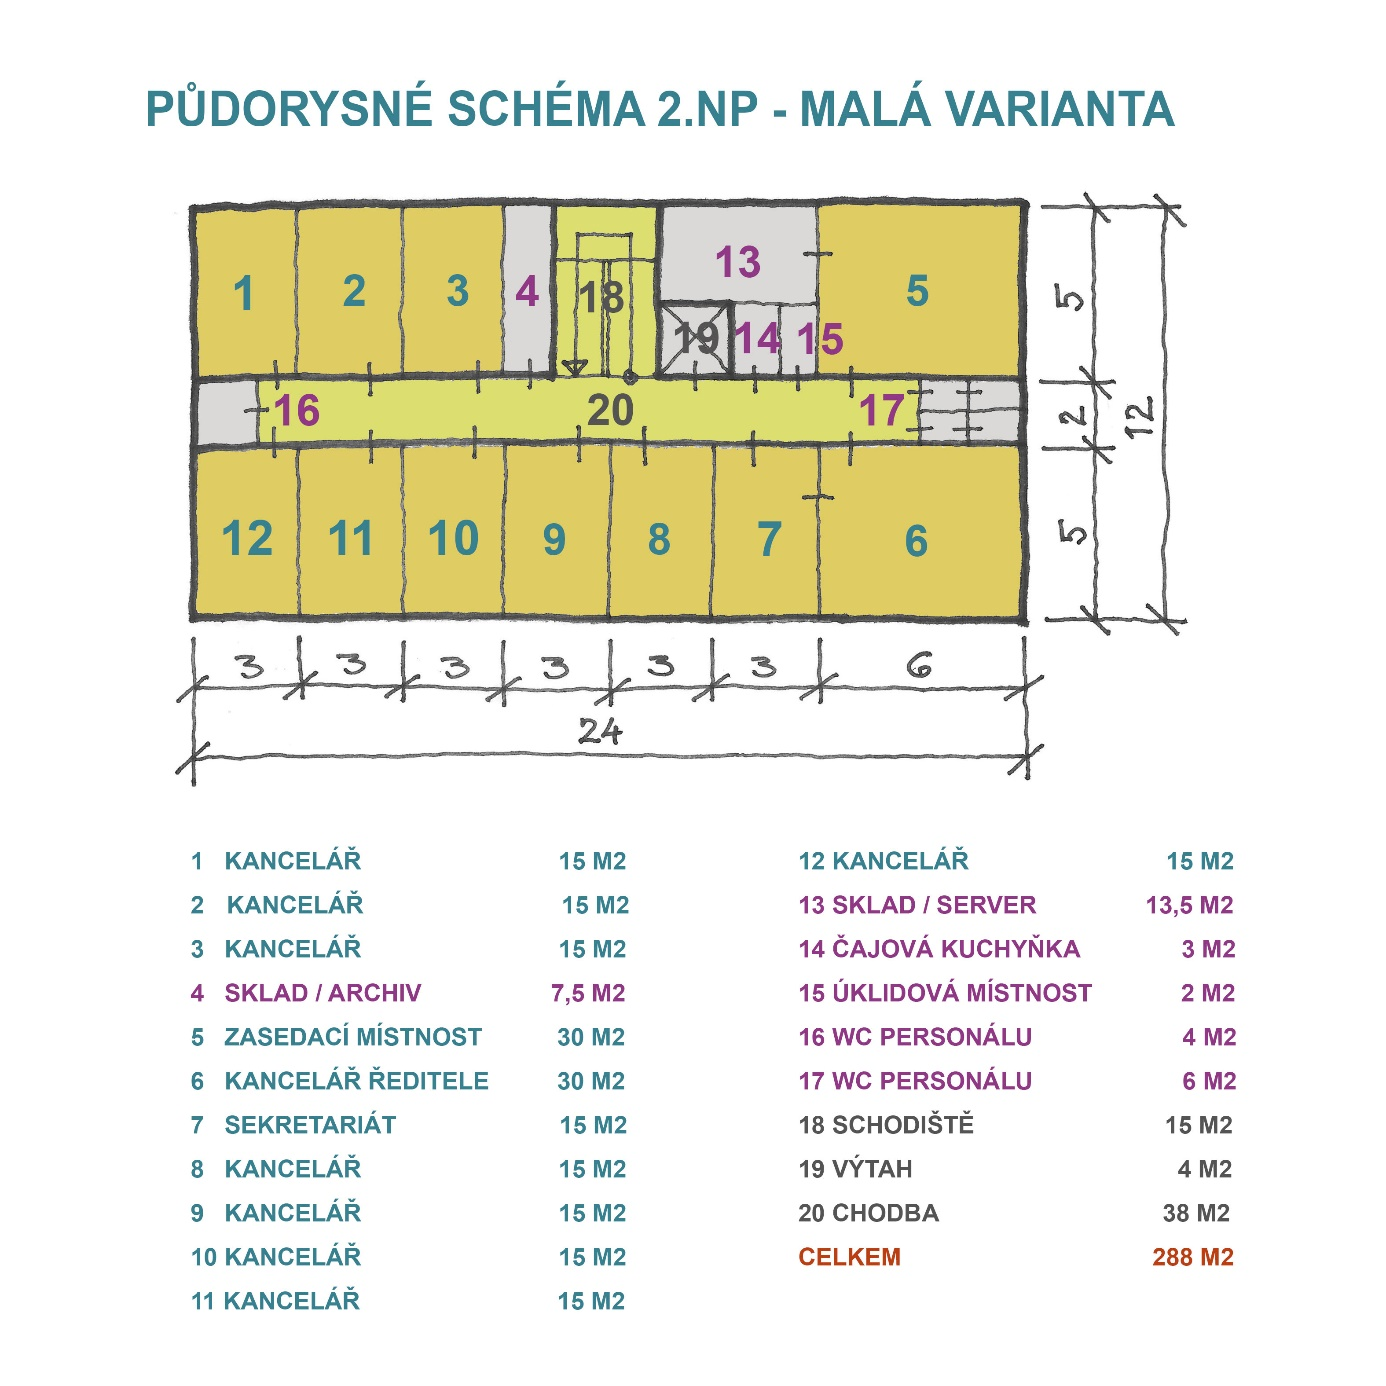 PŮDORYSNÉ SCHÉMA 2.NP - MALÁ VARIANTA
1 2 3 4 18 13 5
19 14 15
16 20 17
12 11 10 9 8 7 6
5
2
5
12
3 3 3 3 3 3 6
24
1 KANCELÁŘ 15 M2
2 KANCELÁŘ 15 M2
3 KANCELÁŘ 15 M2
4 SKLAD / ARCHIV 7,5 M2
5 ZASEDACÍ MÍSTNOST 30 M2
6 KANCELÁŘ ŘEDITELE 30 M2
7 SEKRETARIÁT 15 M2
8 KANCELÁŘ 15 M2
9 KANCELÁŘ 15 M2
10 KANCELÁŘ 15 M2
11 KANCELÁŘ 15 M2
12 KANCELÁŘ 15 M2
13 SKLAD / SERVER 13,5 M2
14 ČAJOVÁ KUCHYŇKA 3 M2
15 ÚKLIDOVÁ MÍSTNOST 2 M2
16 WC PERSONÁLU 4 M2
17 WC PERSONÁLU 6 M2
18 SCHODIŠTĚ 15 M2
19 VÝTAH 4 M2
20 CHODBA 38 M2
CELKEM 288 M2